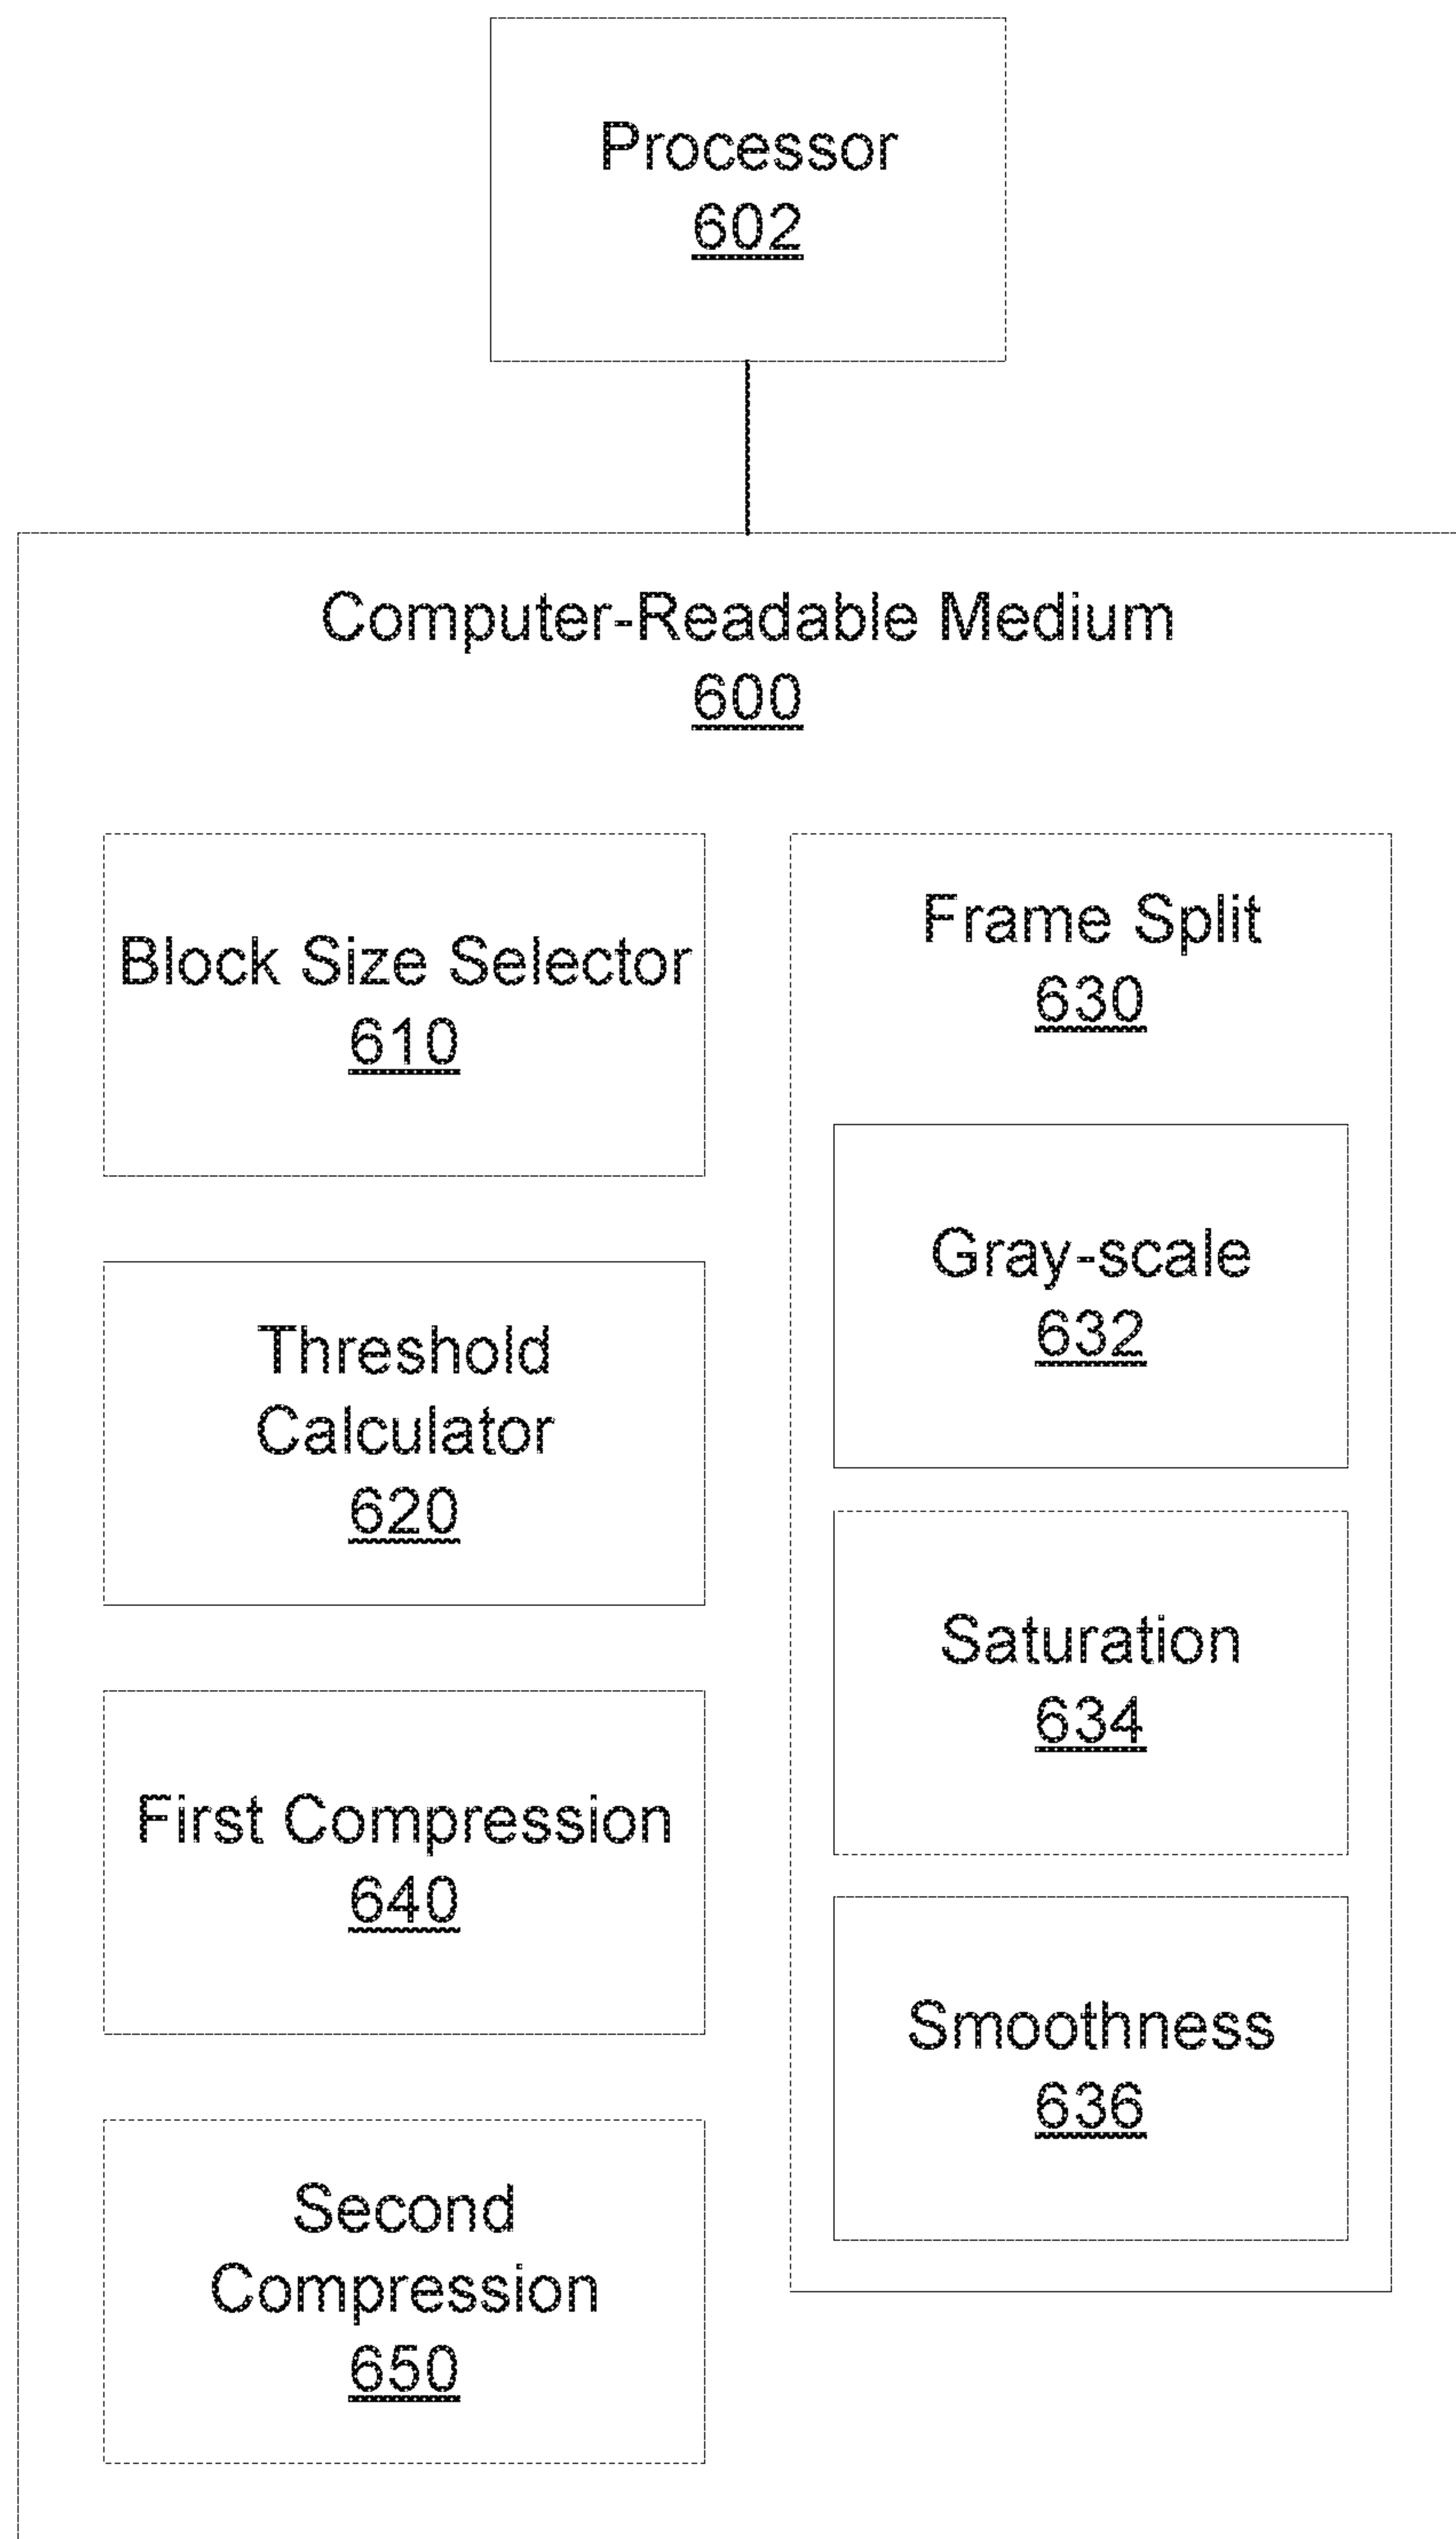 Processor
602
Computer-Readable Medium
600
Block Size Selector
610
Threshold
Calculator
620
First Compression
640
Second
Compression
650
Frame Split
630
Gray-scale
632
Saturation
634
Smoothness
636